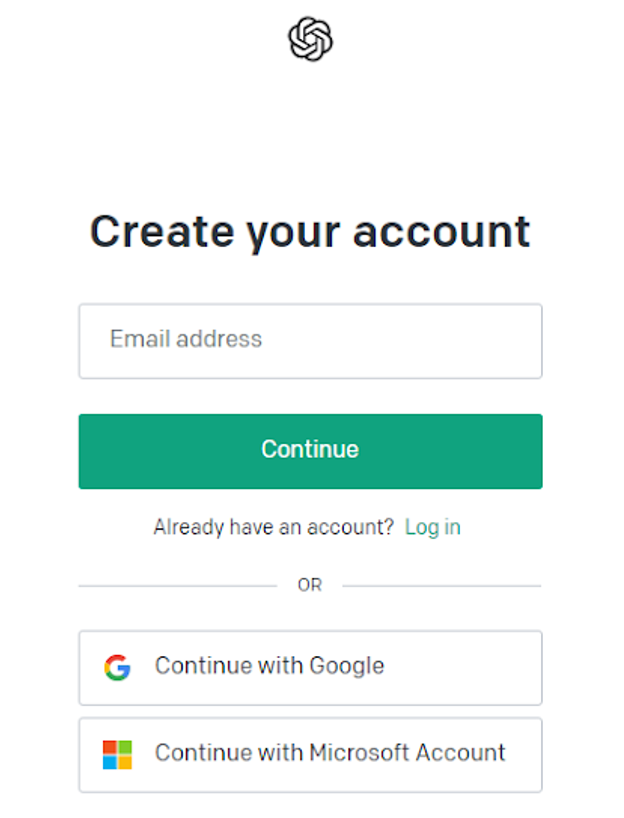 Create your account
Email address
Continue
Already have an account? Log in
OR
Continue with Google
Continue with Microsoft Account